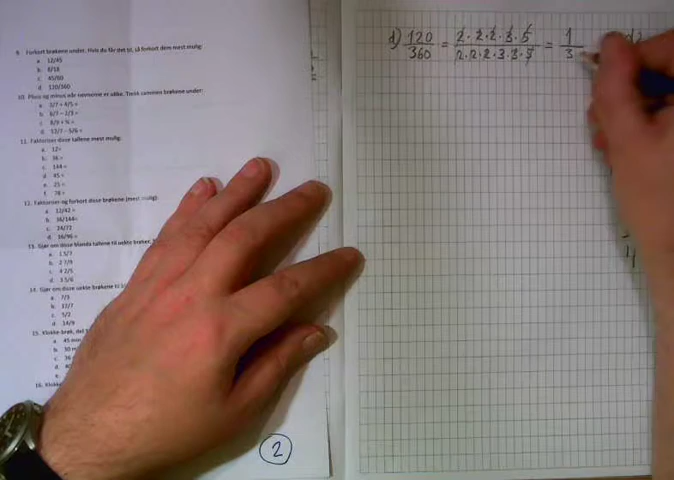 9. Forkort brøkene under. Hvis du får det til, så forkort dem mest mulig:
a. 12/45
b. 8/18
c. 45/60
d. 120/360
10. Pluss og minus når nevnerne er ulike. Trekk sammen brøkene under:
a. 3/7 + 4/5 =
b. 6/7 – 2/3 =
c. 8/9 + ¾ =
d. 12/7 – 5/6 =
11. Faktoriser disse tallene mest mulig:
a. 12=
b. 36 =
c. 144=
d. 45 =
e. 25 =
f. 78 =
12. Faktoriser og forkort disse brøkene (mest mulig):
a. 12/42 =
b. 36/144=
c. 24/72
d. 36/96 =
13. Gjør om disse blanda tallene til uekte brøker,
a. 1 5/7
b. 2 7/9
c. 4 2/5
d. 3 5/6
14. Gjør om disse uekte brøkene til
a. 7/3
b. 12/7
c. 5/2
d. 14/9
15. Klokke-brøk, del
a. 45 min
b. 30 m
c. 36
d.
e.
16. Klokke
2
d) 120/360 = 2·2·2·3·5/2·2·2·3·3·5 = 1/3